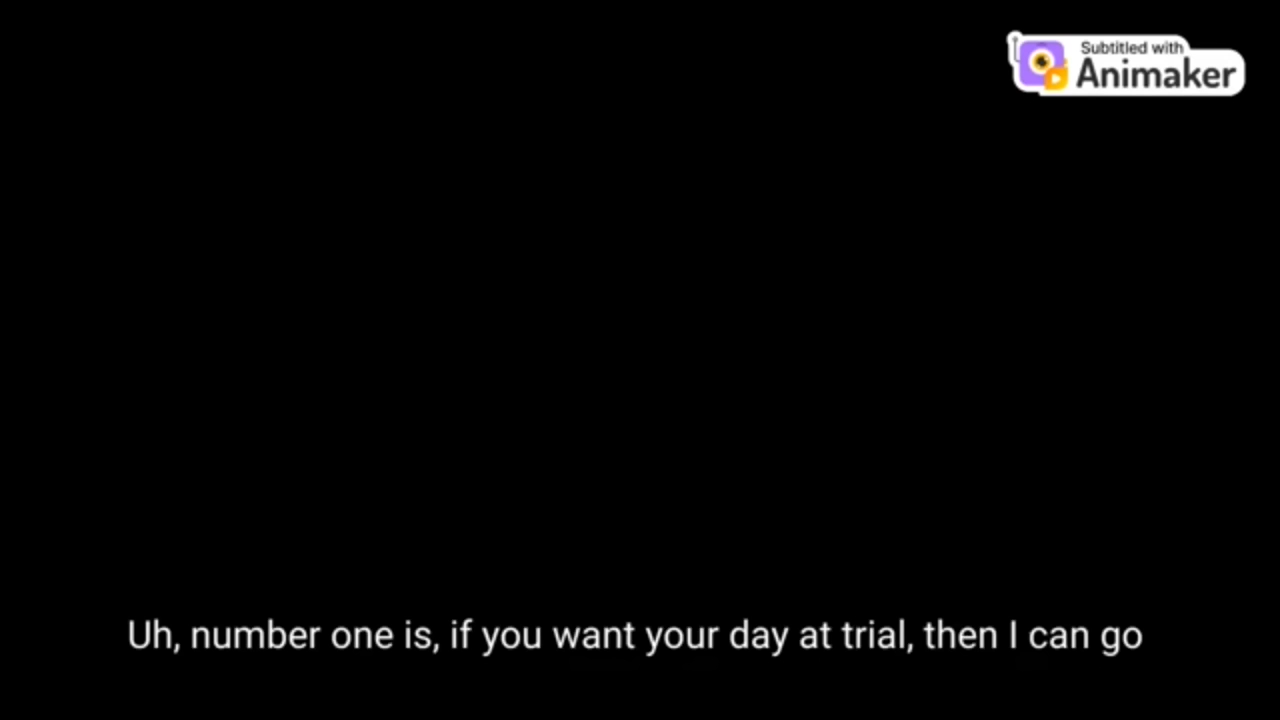 Subtitled with
Animaker
Uh, number one is, if you want your day at trial, then I can go